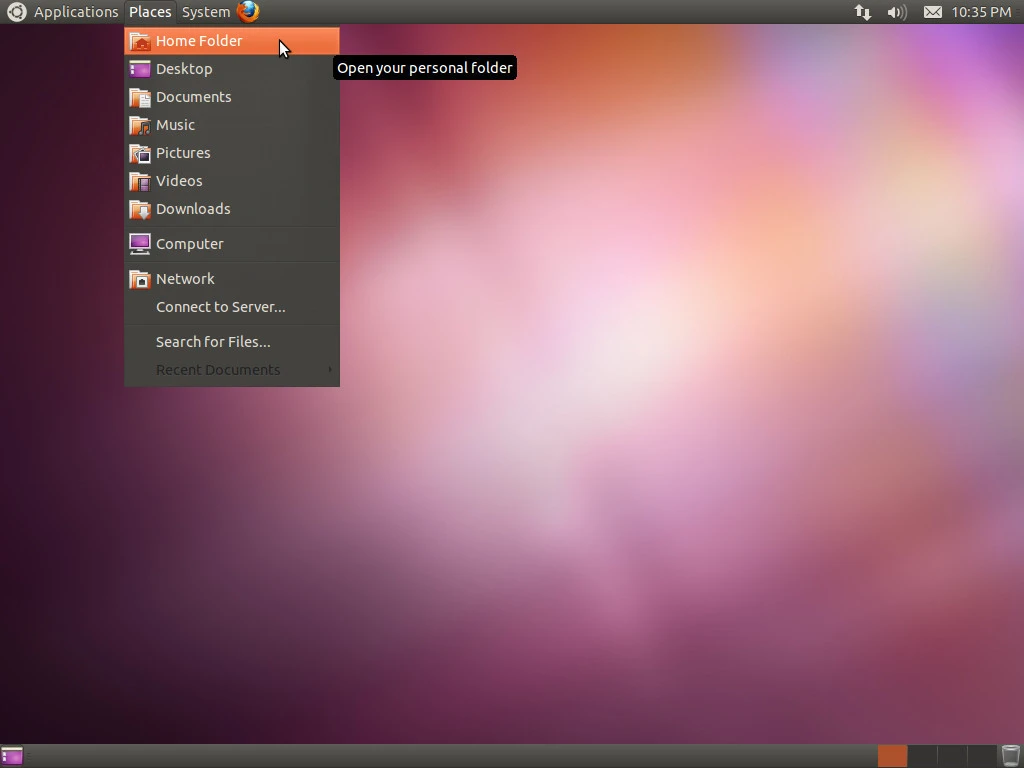 Applications Places System 10:35 PM
Home Folder
Open your personal folder
Desktop
Documents
Music
Pictures
Videos
Downloads
Computer
Network
Connect to Server...
Search for Files...
Recent Documents